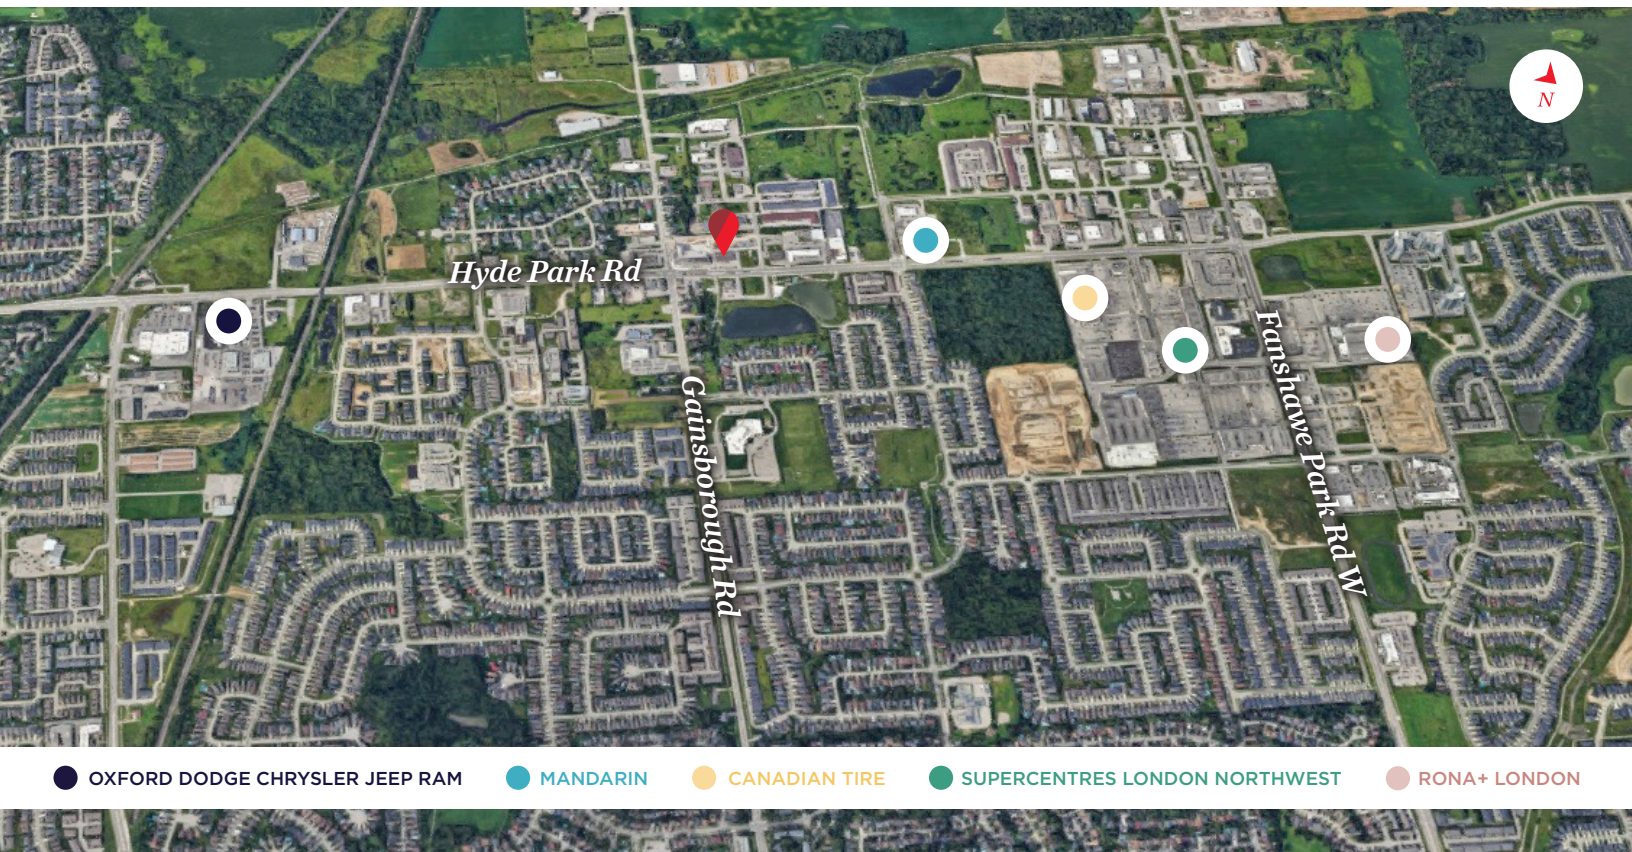 N
Hyde Park Rd
Gainsborough Rd
Fanshawe Park Rd W
OXFORD DODGE CHRYSLER JEEP RAM MANDARIN CANADIAN TIRE SUPERCENTRES LONDON NORTHWEST RONA+ LONDON